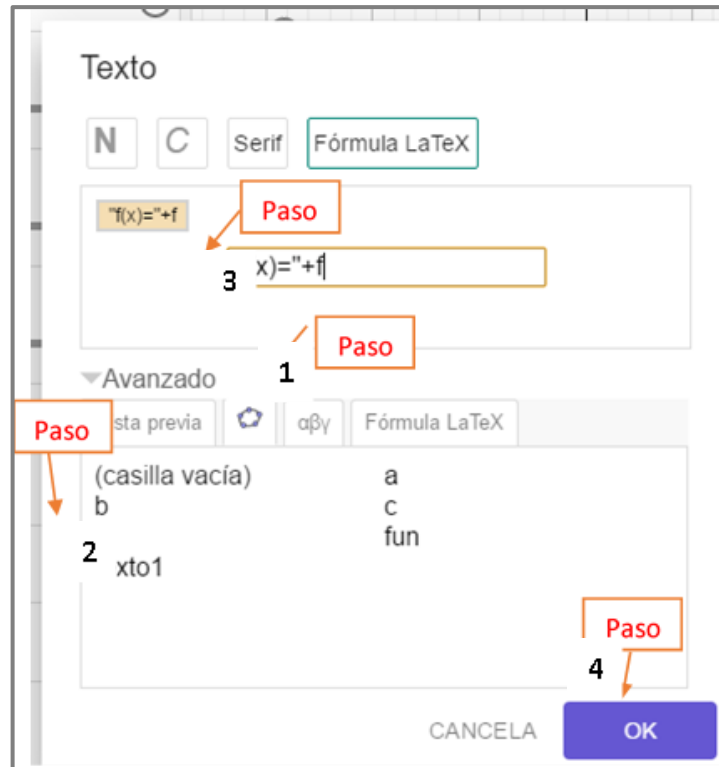 Texto
N C Serif Fórmula LaTeX
"f(x)="+f
Paso
3 x)="+f
Paso
1
Avanzado
Paso
sta previa αβγ Fórmula LaTeX
(casilla vacía) a
b c
fun
2 xto1
Paso
4
CANCELA OK